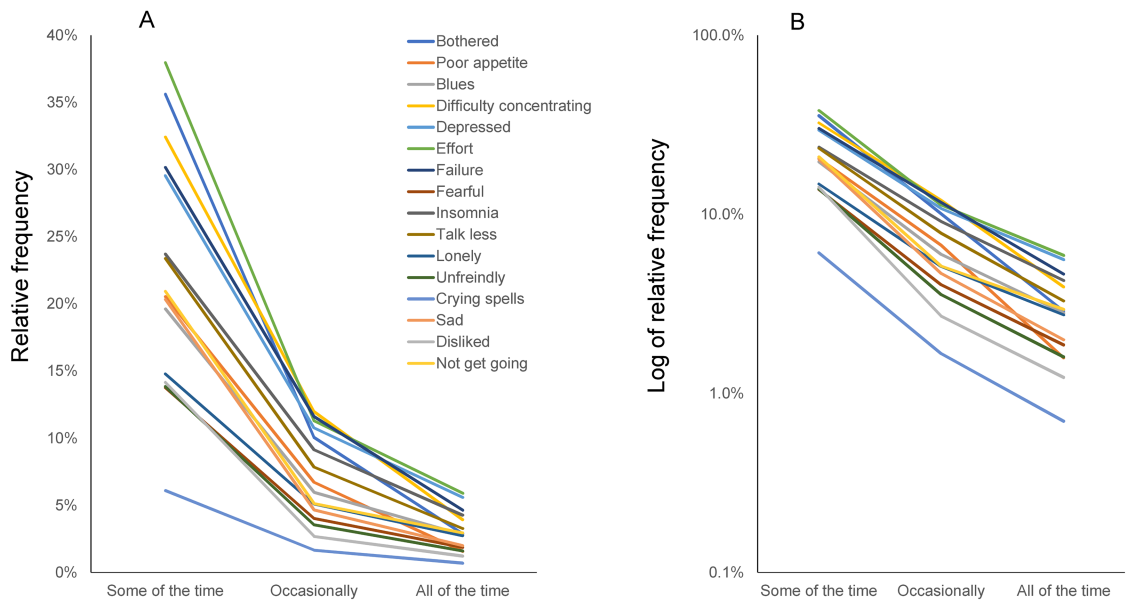 A
Relative frequency
40%
35%
30%
25%
20%
15%
10%
5%
0%
Some of the time
Occasionally
All of the time
Bothered
Poor appetite
Blues
Difficulty concentrating
Depressed
Effort
Failure
Fearful
Insomnia
Talk less
Lonely
Unfreindly
Crying spells
Sad
Disliked
Not get going
B
Log of relative frequency
100.0%
10.0%
1.0%
0.1%
Some of the time
Occasionally
All of the time